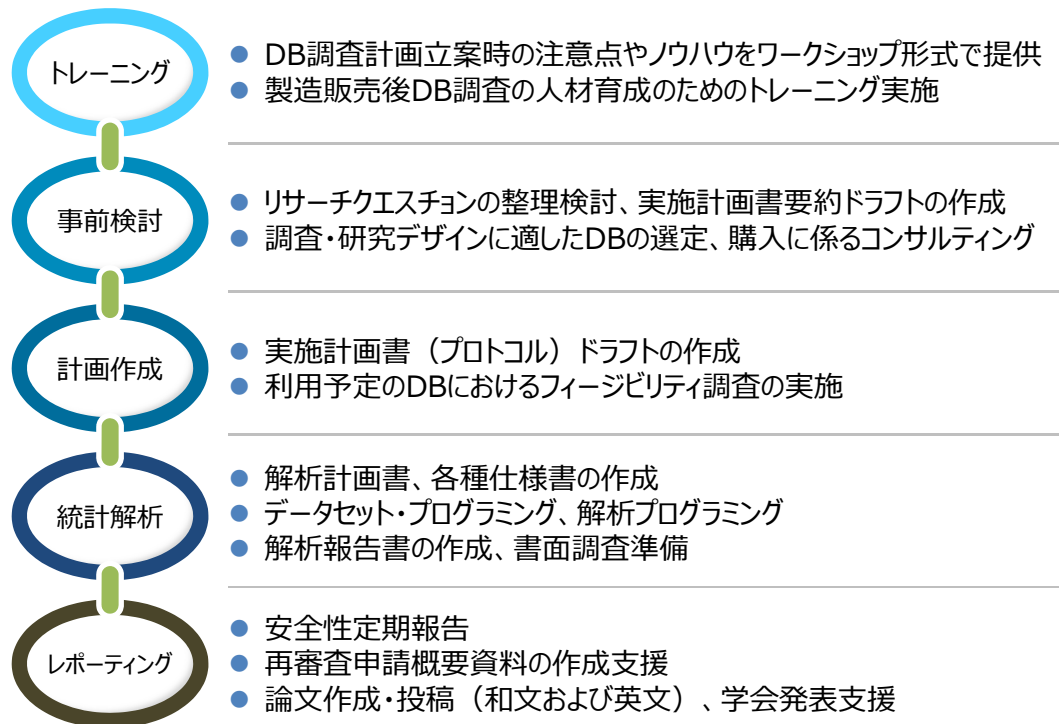 トレーニング
● DB調査計画立案時の注意点やノウハウをワークショップ形式で提供
● 製造販売後DB調査の人材育成のためのトレーニング実施
事前検討
● リサーチクエスチョンの整理検討、実施計画書要約ドラフトの作成
● 調査・研究デザインに適したDBの選定、購入に係るコンサルティング
計画作成
● 実施計画書（プロトコル）ドラフトの作成
● 利用予定のDBにおけるフィージビリティ調査の実施
統計解析
● 解析計画書、各種仕様書の作成
● データセット・プログラミング、解析プログラミング
● 解析報告書の作成、書面調査準備
レポーティング
● 安全性定期報告
● 再審査申請概要資料の作成支援
● 論文作成・投稿（和文および英文）、学会発表支援